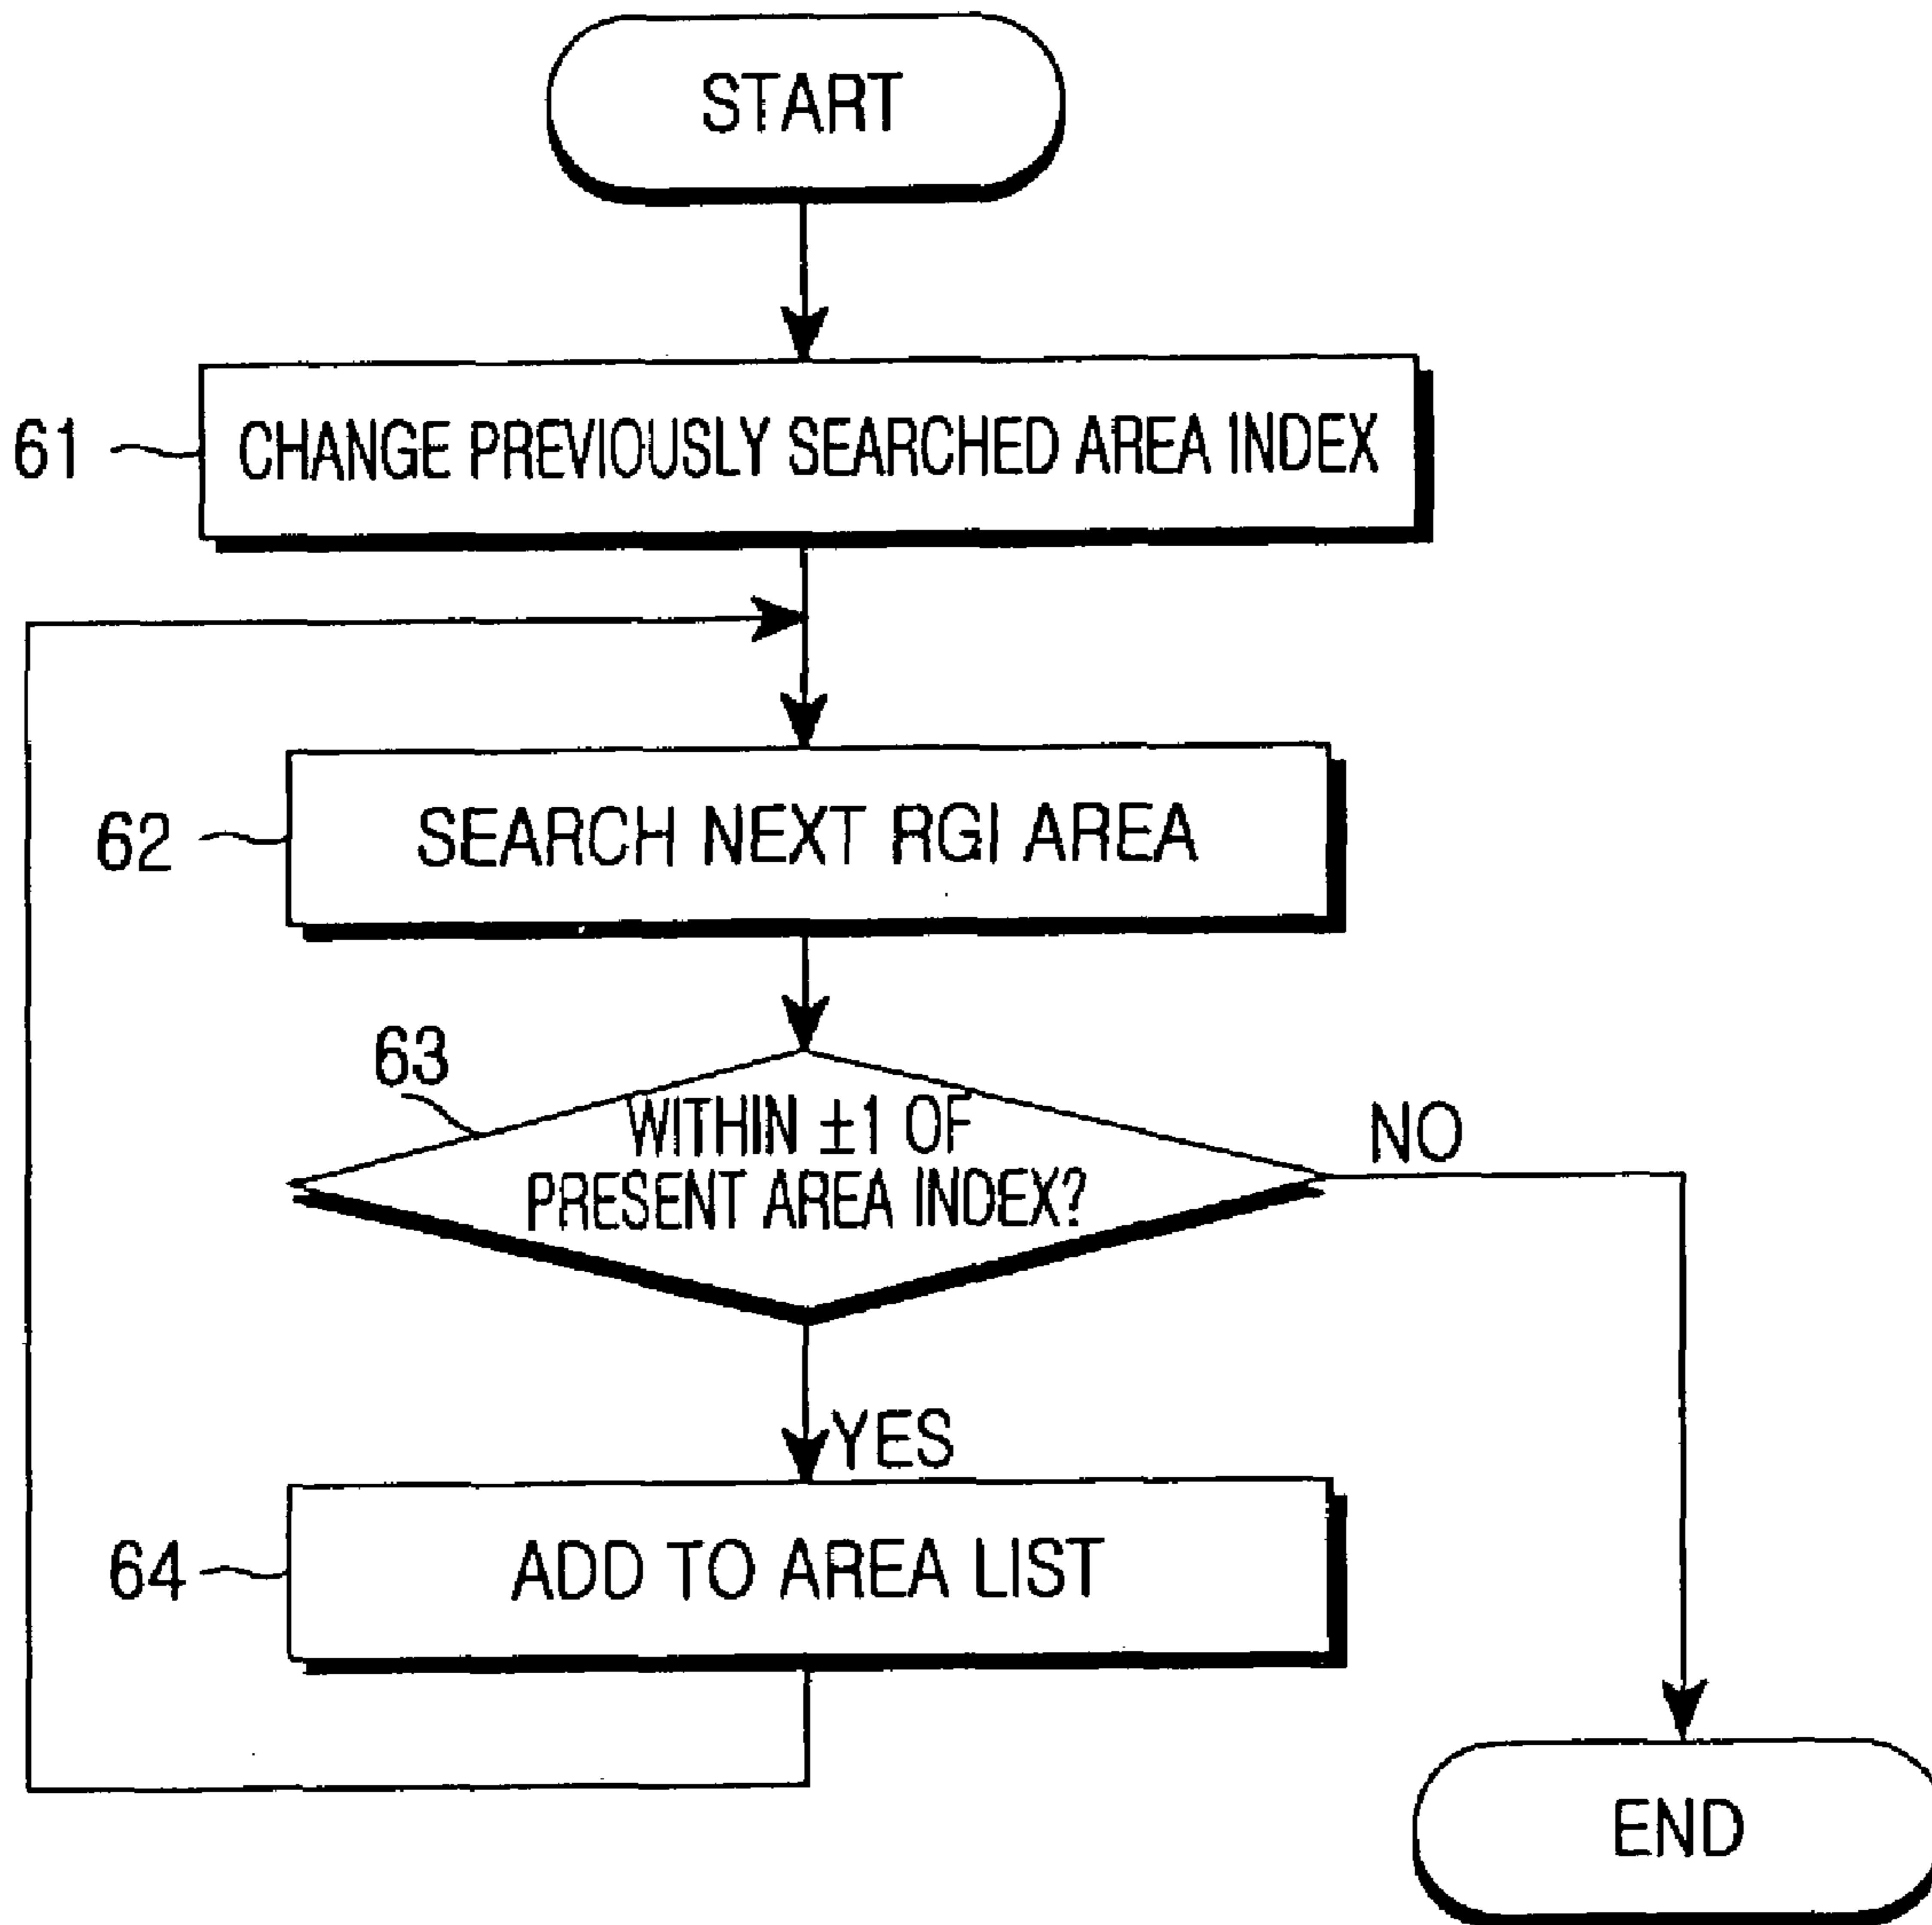 START
61
CHANGE PREVIOUSLY SEARCHED AREA INDEX
62
SEARCH NEXT RGI AREA
63
WITHIN ±1 OF
PRESENT AREA INDEX?
NO
YES
64
ADD TO AREA LIST
END